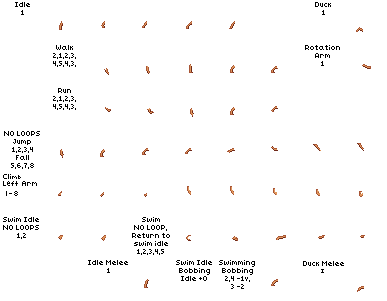 Idle
1
Duck
1
Walk
2,1,2,3,
4,5,4,3,
Rotation
Arm
1
Run
2,1,2,3,
4,5,4,3,
NO LOOPS
Jump
1,2,3,4
Fall
5,6,7,8
Climb
Left Arm
1-8
Swim Idle
NO LOOPS
1,2
Swim
NO LOOP,
Return to
swim idle
1,2,3,4,5
Swim Idle
Bobbing
Idle +0
Swimming
Bobbing
2,4 -1v,
3 -2
Idle Melee
1
Duck Melee
1